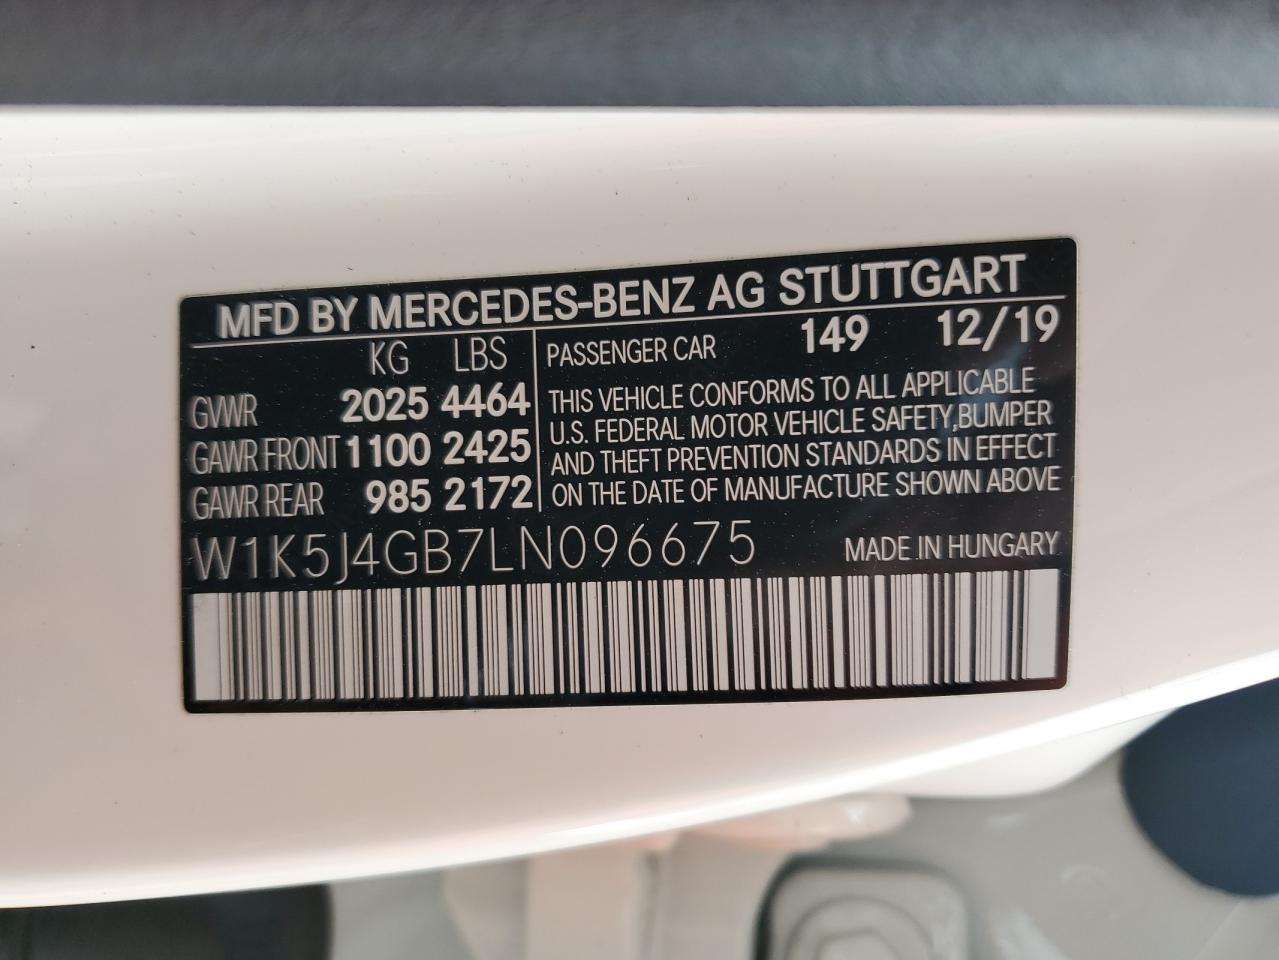 MFD BY MERCEDES-BENZ AG STUTTGART
KG LBS
GVWR 2025 4464
GAWR FRONT 1100 2425
GAWR REAR 985 2172
PASSENGER CAR 149 12/19
THIS VEHICLE CONFORMS TO ALL APPLICABLE
U.S. FEDERAL MOTOR VEHICLE SAFETY,BUMPER
AND THEFT PREVENTION STANDARDS IN EFFECT
ON THE DATE OF MANUFACTURE SHOWN ABOVE
W1K5J4GB7LN096675 MADE IN HUNGARY